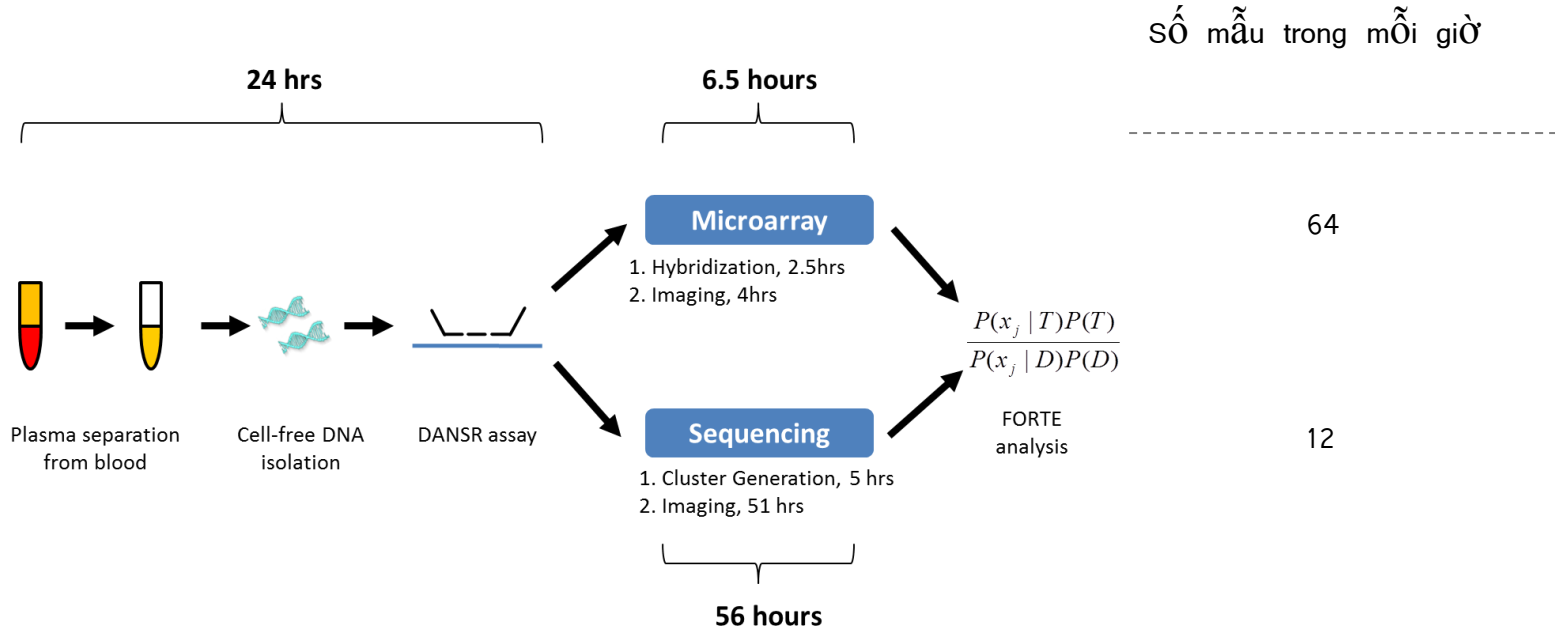 Số mẫu trong mỗi giờ
24 hrs
6.5 hours
Microarray
1. Hybridization, 2.5hrs
2. Imaging, 4hrs
64
P(x_j | T)P(T)
P(x_j | D)P(D)
Plasma separation
from blood
Cell-free DNA
isolation
DANSR assay
Sequencing
1. Cluster Generation, 5 hrs
2. Imaging, 51 hrs
FORTE
analysis
12
56 hours